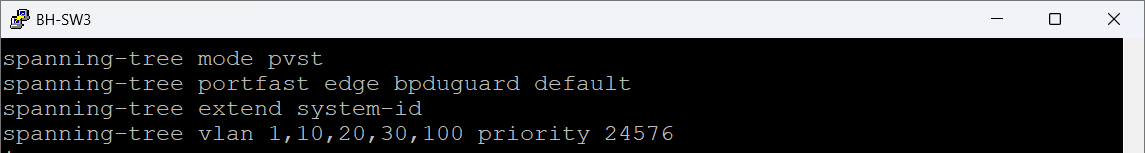 BH-SW3
spanning-tree mode pvst
spanning-tree portfast edge bpduguard default
spanning-tree extend system-id
spanning-tree vlan 1,10,20,30,100 priority 24576